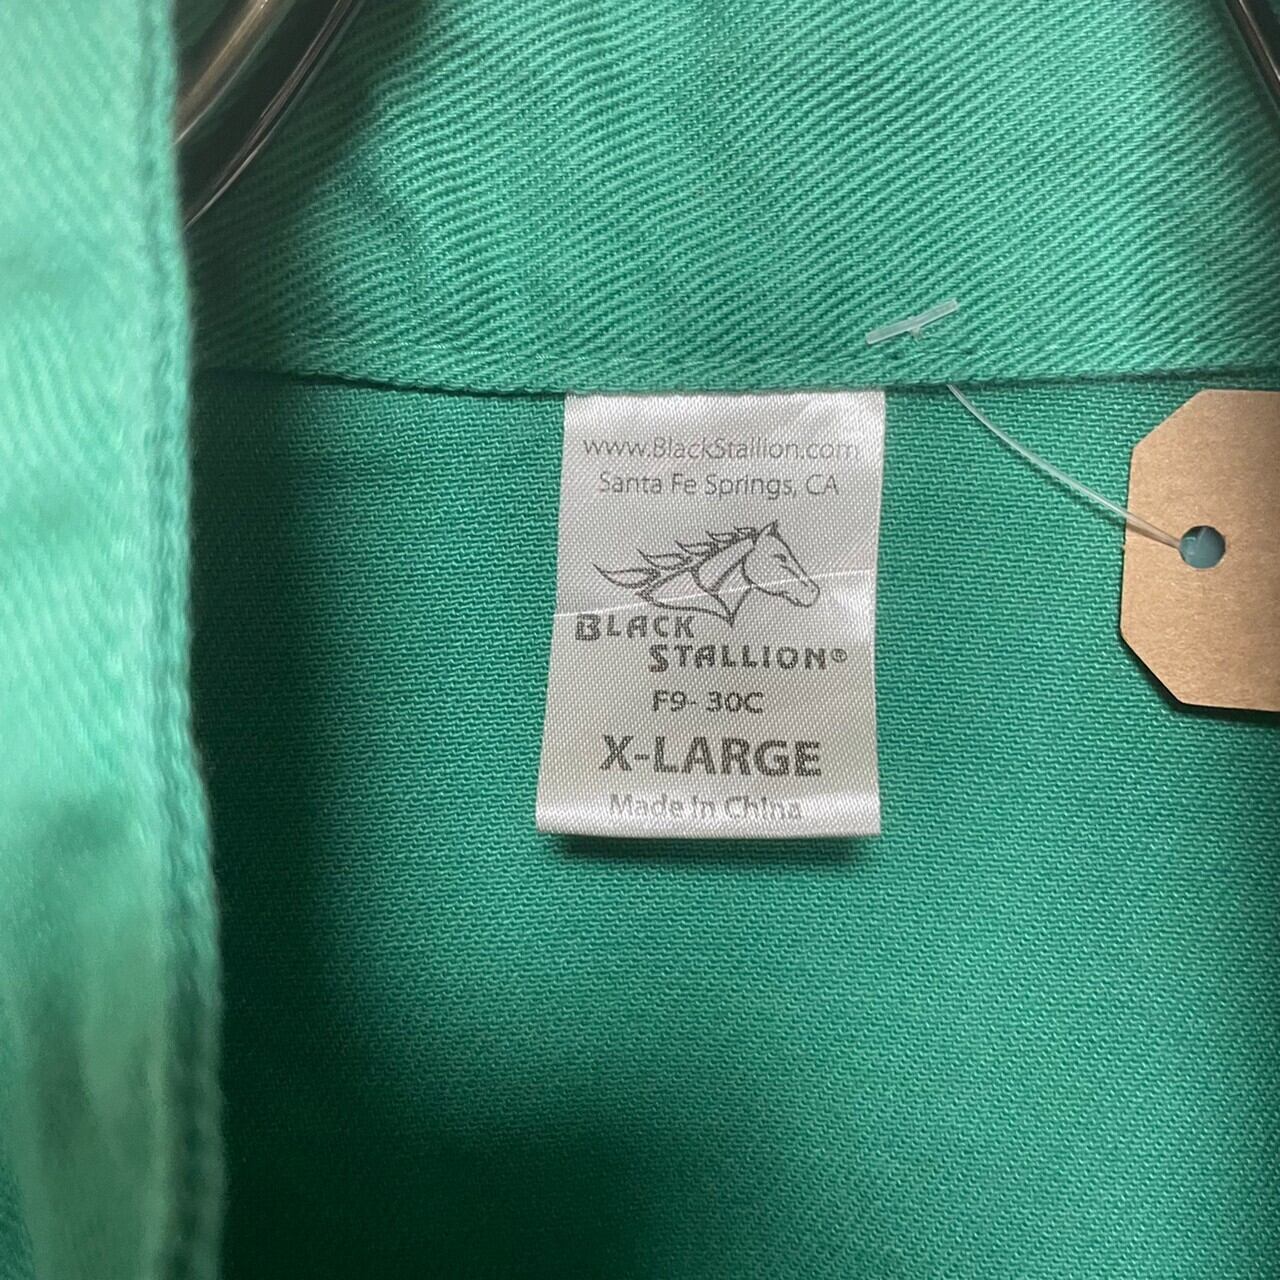 www.BlackStallion.com
Santa Fe Springs, CA
BLACK
STALLION®
F9- 30C
X-LARGE
Made in China